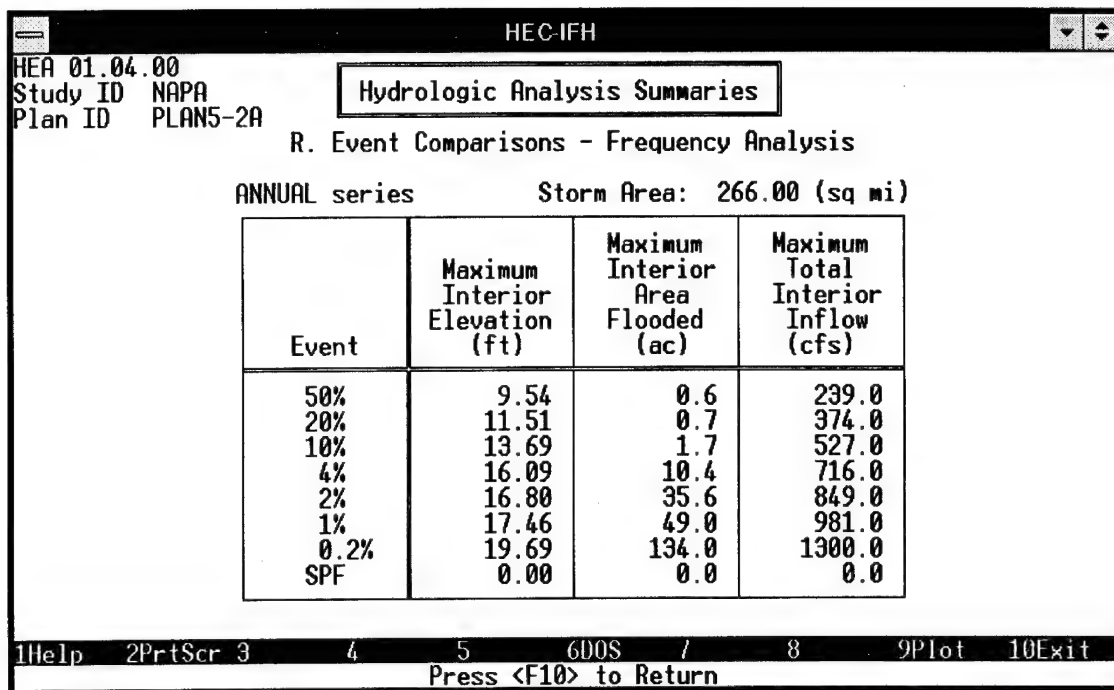 HEC-IFH
HEA 01.04.00
Study ID NAPA
Plan ID PLAN5-2A
Hydrologic Analysis Summaries
R. Event Comparisons - Frequency Analysis
ANNUAL series Storm Area: 266.00 (sq mi)
Event Maximum Interior Elevation (ft) Maximum Interior Area Flooded (ac) Maximum Total Interior Inflow (cfs)
50% 9.54 0.6 239.0
20% 11.51 0.7 374.0
10% 13.69 1.7 527.0
4% 16.09 10.4 716.0
2% 16.80 35.6 849.0
1% 17.46 49.0 981.0
0.2% 19.69 134.0 1300.0
SPF 0.00 0.0 0.0
1Help 2PrtScr 3 4 5 6DOS 7 8 9Plot 10Exit
Press <F10> to Return